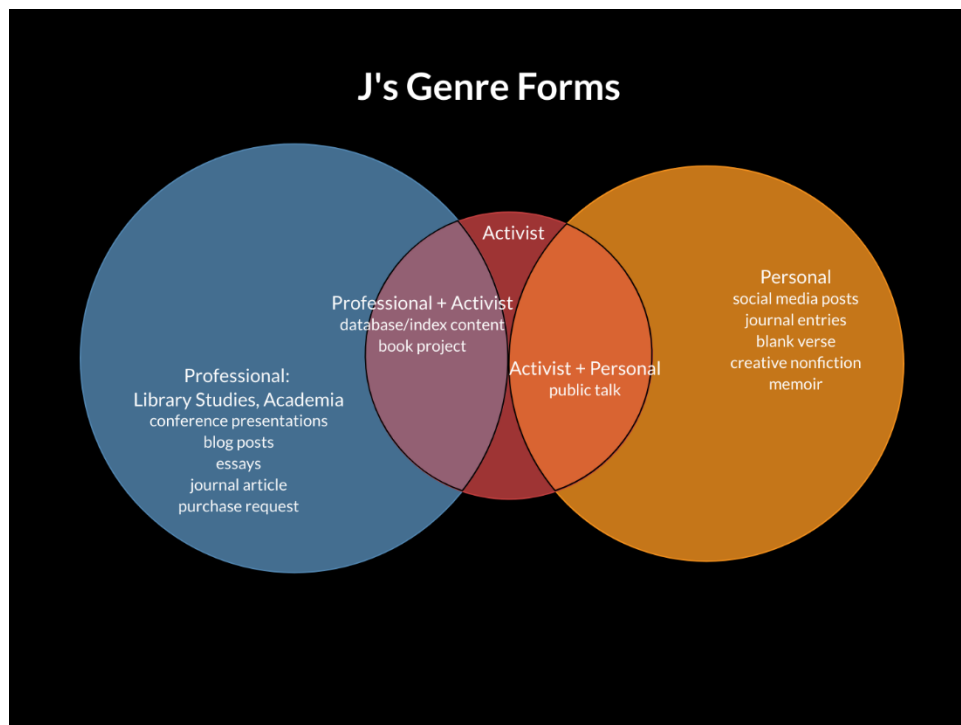 J's Genre Forms
Activist
Professional + Activist
database/index content
book project
Professional:
Library Studies, Academia
conference presentations
blog posts
essays
journal article
purchase request
Activist + Personal
public talk
Personal
social media posts
journal entries
blank verse
creative nonfiction
memoir